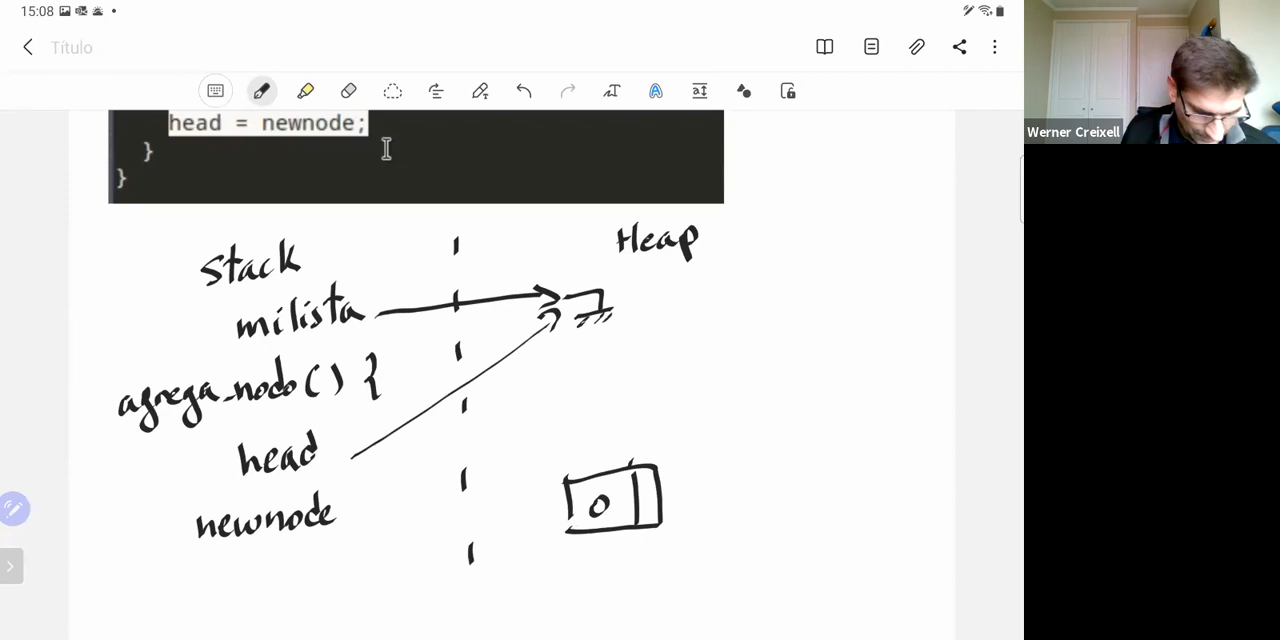 15:08
Título
head = newnode;
}
}
Stack
Heap
milista
agrega_nodo() {
head
newnode
0
Werner Creixell